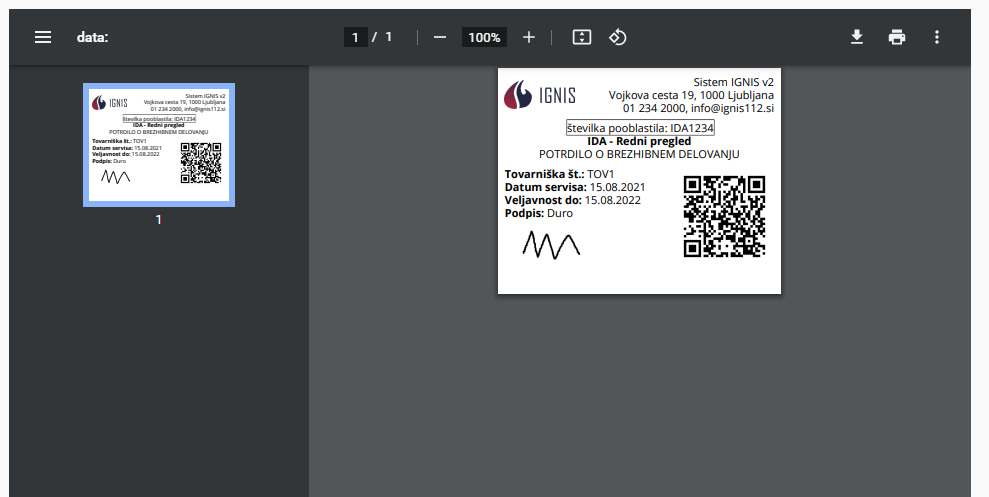 data:
1 / 1
100%
IGNIS
Sistem IGNIS v2
Vojkova cesta 19, 1000 Ljubljana
01 234 2000, info@ignis112.si
številka pooblastila: IDA1234
IDA - Redni pregled
POTRDILO O BREZHIBNEM DELOVANJU
Tovarniška št.: TOV1
Datum servisa: 15.08.2021
Veljavnost do: 15.08.2022
Podpis: Duro
1
IGNIS
Sistem IGNIS v2
Vojkova cesta 19, 1000 Ljubljana
01 234 2000, info@ignis112.si
številka pooblastila: IDA1234
IDA - Redni pregled
POTRDILO O BREZHIBNEM DELOVANJU
Tovarniška št.: TOV1
Datum servisa: 15.08.2021
Veljavnost do: 15.08.2022
Podpis: Duro